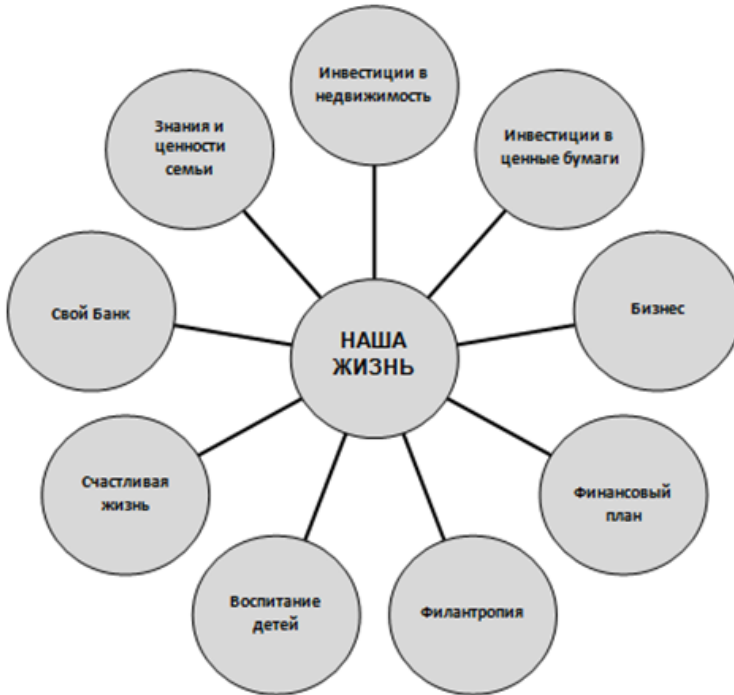 Инвестиции в
недвижимость
Знания и
ценности
семьи
Инвестиции в
ценные бумаги
Свой Банк
Бизнес
НАША
ЖИЗНЬ
Счастливая
жизнь
Финансовый
план
Воспитание
детей
Филантропия